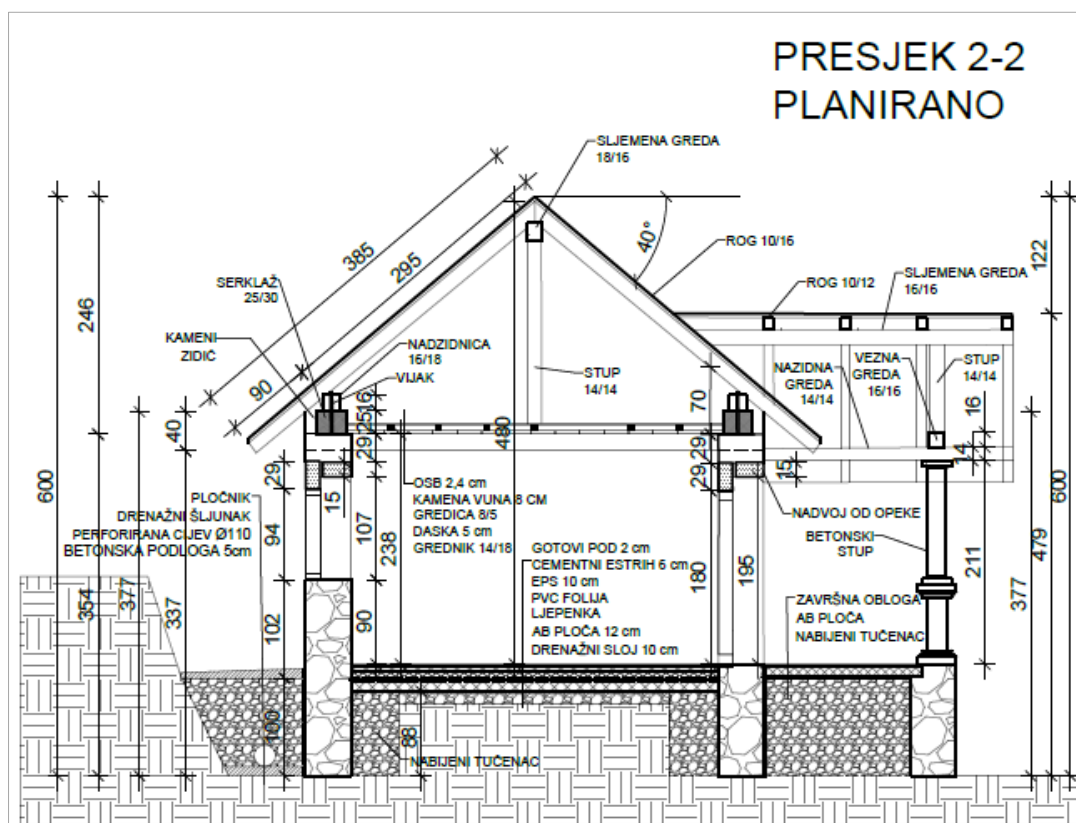 PRESJEK 2-2
PLANIRANO
SLJEMENA GREDA
18/16
385
295
90
40°
ROG 10/16
ROG 10/12
SLJEMENA GREDA
16/16
122
SERKLAŽ
25/30
KAMENI
ZIDIĆ
NADZIDNICA
16/18
VIJAK
STUP
14/14
NAZIDNA
GREDA
14/14
VEZNA
GREDA
16/16
STUP
14/14
246
600
354
377
40
337
29
94
102
100
15
16
25
29
107
90
238
480
88
70
29
29
180
195
15
16
14
211
377
479
600
PLOČNIK
DRENAŽNI ŠLJUNAK
PERFORIRANA CIJEV Ø110
BETONSKA PODLOGA 5cm
OSB 2,4 cm
KAMENA VUNA 8 CM
GREDICA 8/5
DASKA 5 cm
GREDNIK 14/18
GOTOVI POD 2 cm
CEMENTNI ESTRIH 6 cm
EPS 10 cm
PVC FOLIJA
LJEPENKA
AB PLOČA 12 cm
DRENAŽNI SLOJ 10 cm
NADVOJ OD OPEKE
BETONSKI
STUP
ZAVRŠNA OBLOGA
AB PLOČA
NABIJENI TUČENAC
NABIJENI TUČENAC